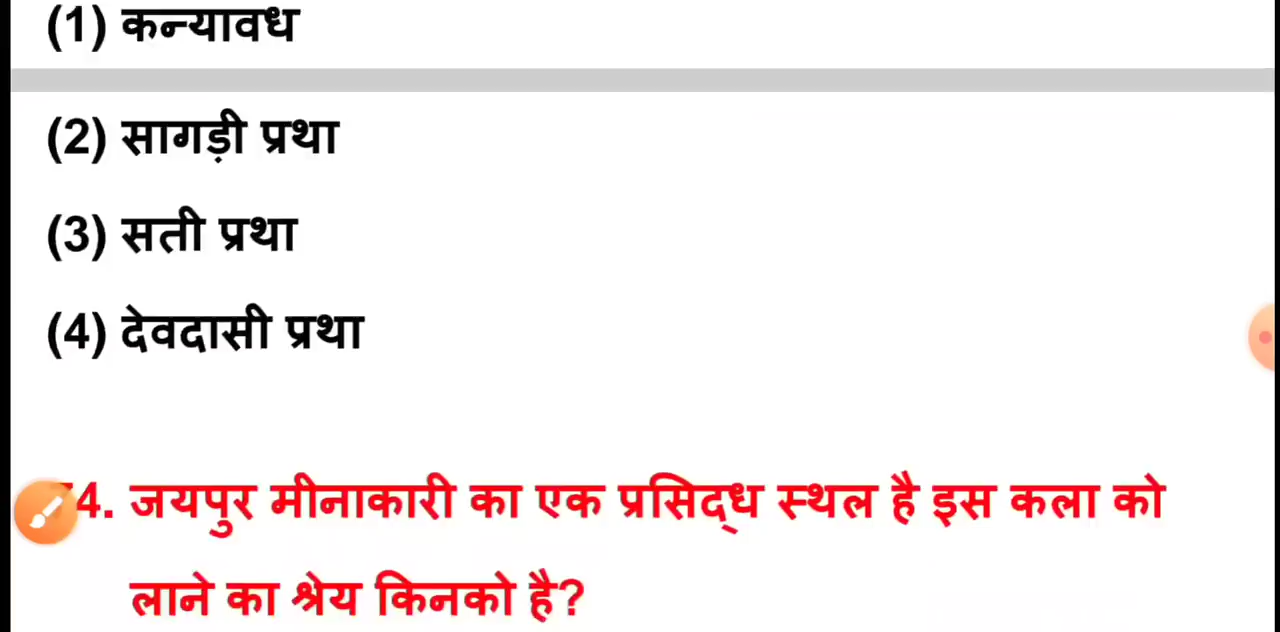 (1) कन्यावध
(2) सागड़ी प्रथा
(3) सती प्रथा
(4) देवदासी प्रथा
4. जयपुर मीनाकारी का एक प्रसिद्ध स्थल है इस कला को
लाने का श्रेय किनको है?